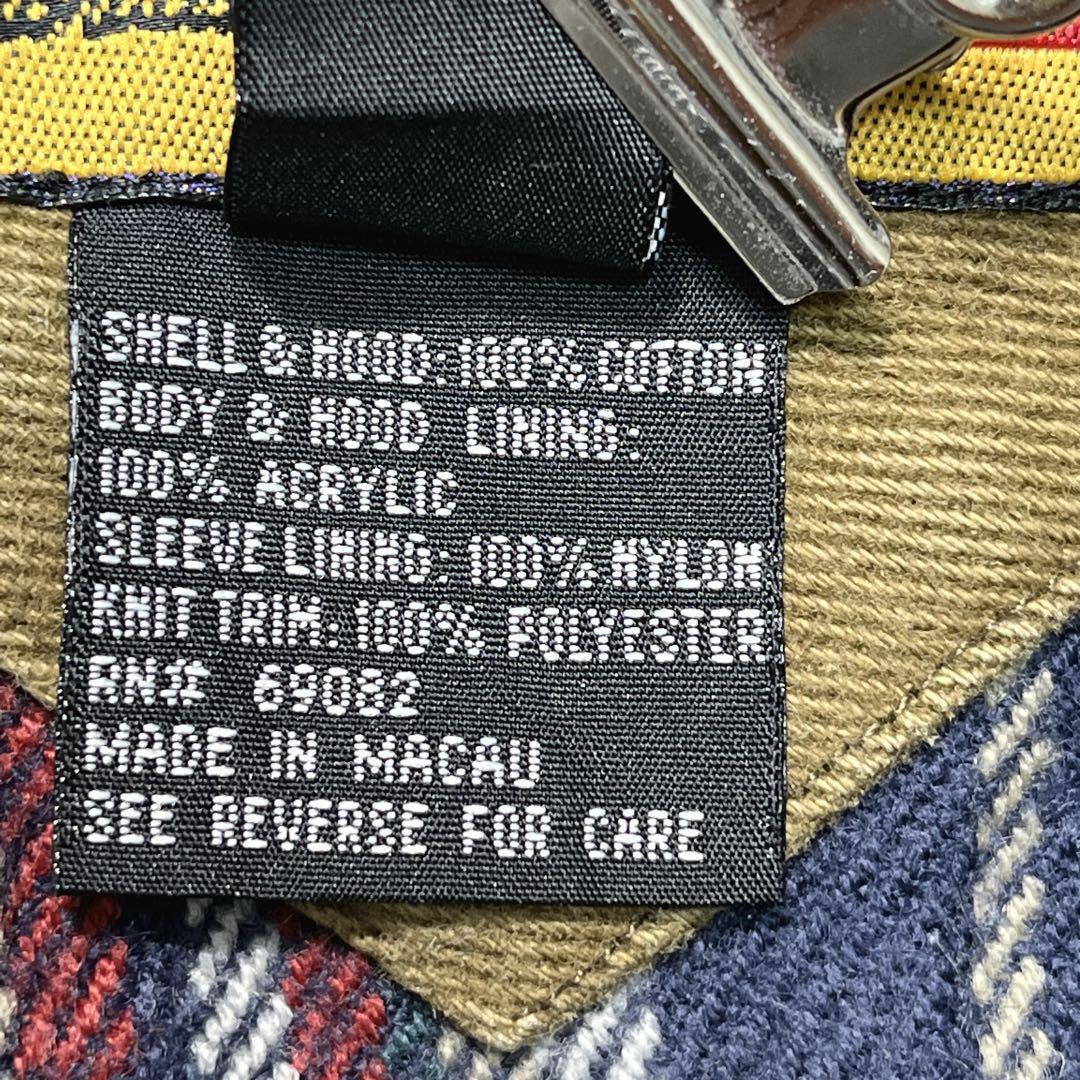 SHELL & HOOD: 100% COTTON
BODY & HOOD LINING:
100% ACRYLIC
SLEEVE LINING: 100% NYLON
KNIT TRIM: 100% POLYESTER
RN# 69082
MADE IN MACAU
SEE REVERSE FOR CARE